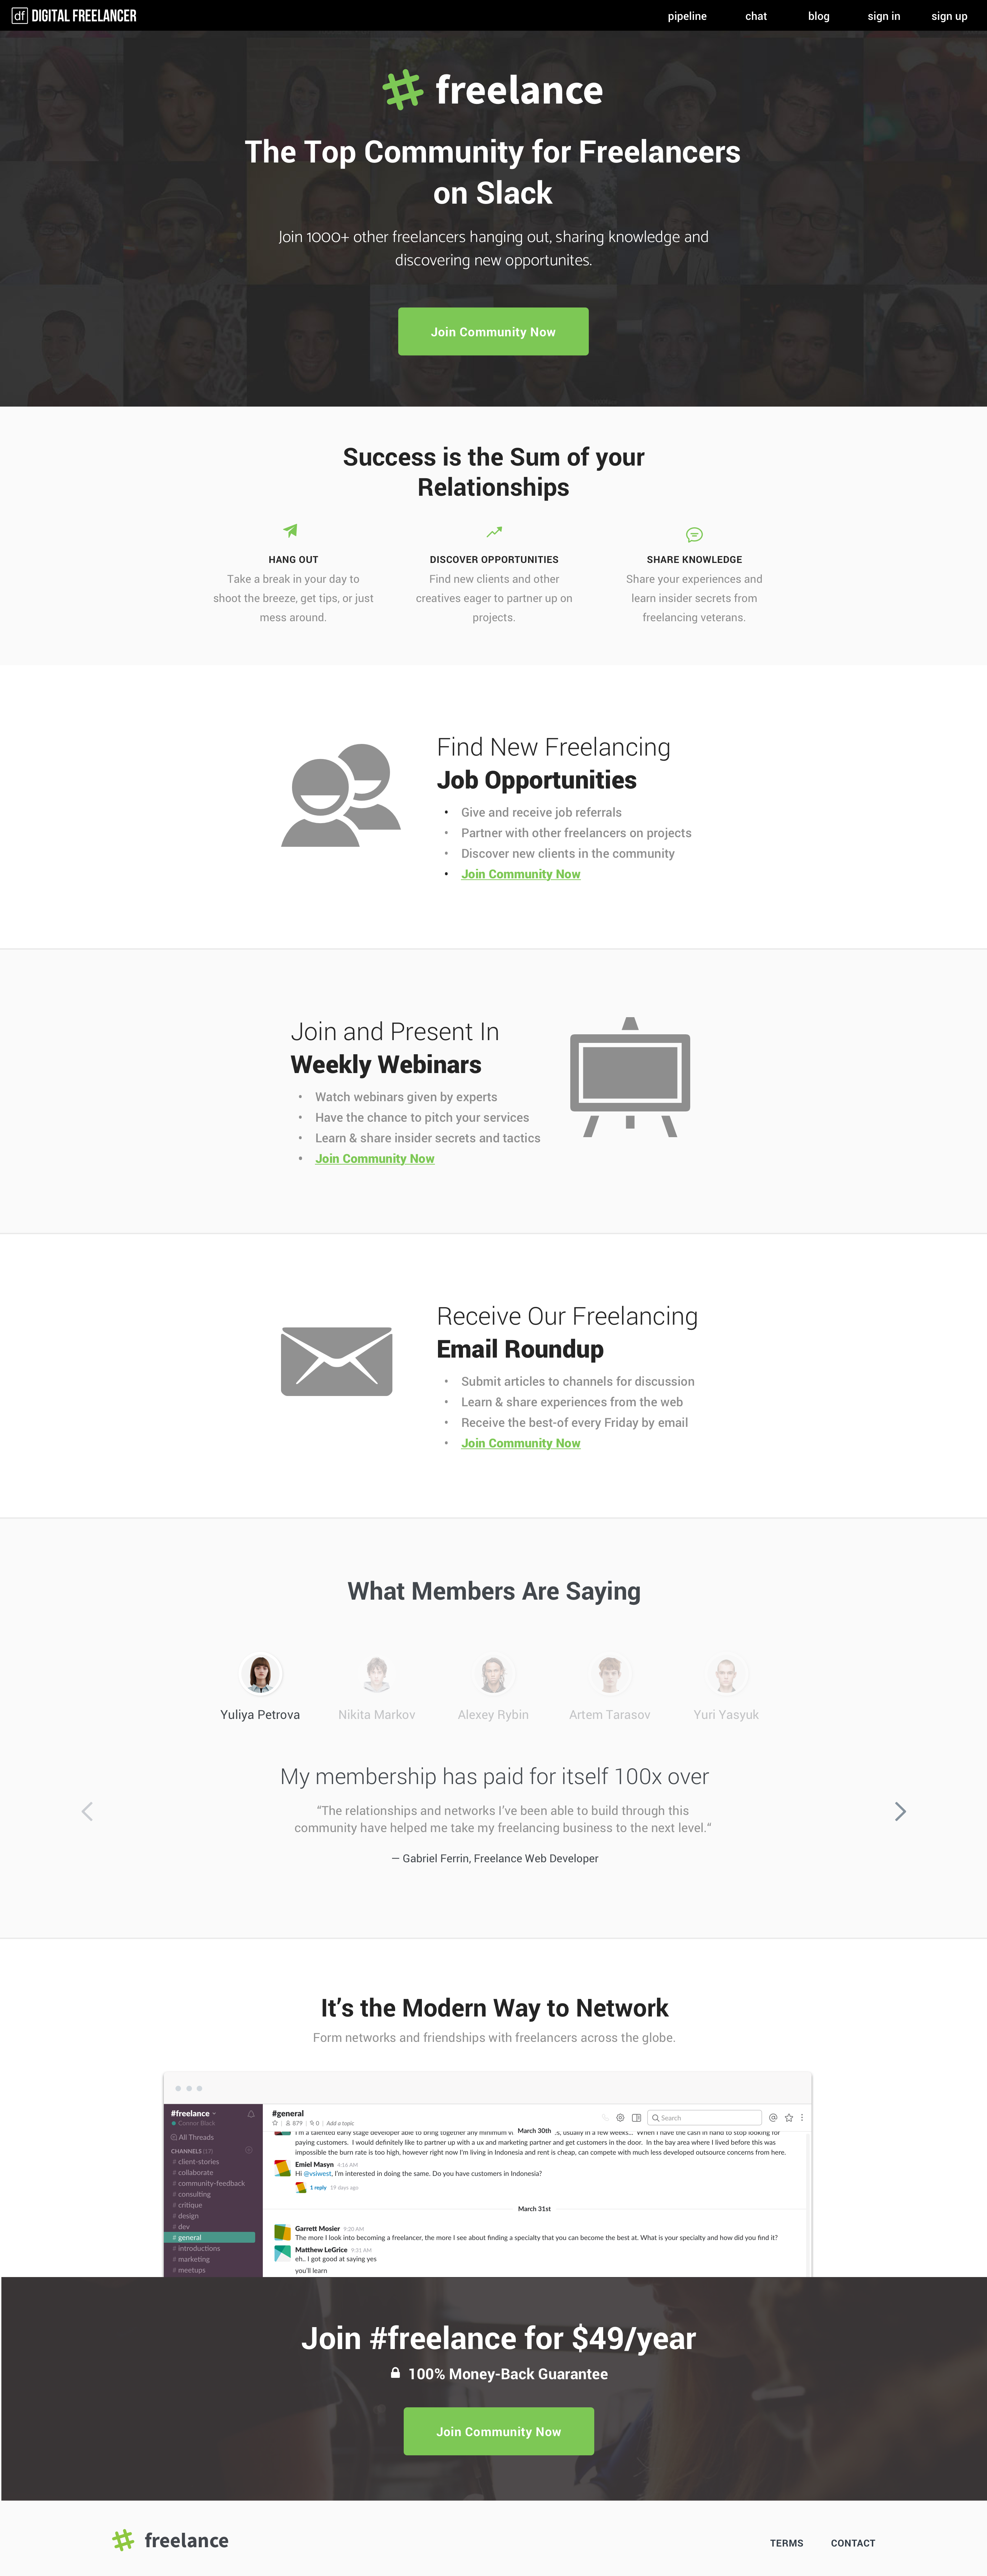 df DIGITAL FREELANCER
pipeline chat blog sign in sign up
# freelance
The Top Community for Freelancers
on Slack
Join 1000+ other freelancers hanging out, sharing knowledge and
discovering new opportunites.
Join Community Now
Success is the Sum of your
Relationships
HANG OUT
Take a break in your day to
shoot the breeze, get tips, or just
mess around.
DISCOVER OPPORTUNITIES
Find new clients and other
creatives eager to partner up on
projects.
SHARE KNOWLEDGE
Share your experiences and
learn insider secrets from
freelancing veterans.
Find New Freelancing
Job Opportunities
• Give and receive job referrals
• Partner with other freelancers on projects
• Discover new clients in the community
• Join Community Now
Join and Present In
Weekly Webinars
• Watch webinars given by experts
• Have the chance to pitch your services
• Learn & share insider secrets and tactics
• Join Community Now
Receive Our Freelancing
Email Roundup
• Submit articles to channels for discussion
• Learn & share experiences from the web
• Receive the best-of every Friday by email
• Join Community Now
What Members Are Saying
Yuliya Petrova Nikita Markov Alexey Rybin Artem Tarasov Yuri Yasyuk
My membership has paid for itself 100x over
“The relationships and networks I’ve been able to build through this
community have helped me take my freelancing business to the next level.“
— Gabriel Ferrin, Freelance Web Developer
It’s the Modern Way to Network
Form networks and friendships with freelancers across the globe.
#freelance
Connor Black
All Threads
CHANNELS (17)
# client-stories
# collaborate
# community-feedback
# consulting
# critique
# design
# dev
# general
# introductions
# marketing
# meetups
#general
879 | 0 | Add a topic
Search
March 30th
I'm a talented early stage developer able to bring together any minimum vi s, usually in a few weeks... When I have the cash in hand to stop looking for
paying customers. I would definitely like to partner up with a ux and marketing partner and get customers in the door. In the bay area where I lived before this was
impossible the burn rate is too high, however right now I'm living in Indonesia and rent is cheap, can compete with much less developed outsource concerns from here.
Emiel Masyn 4:16 AM
Hi @vsiwest, I'm interested in doing the same. Do you have customers in Indonesia?
1 reply 19 days ago
March 31st
Garrett Mosier 9:20 AM
The more I look into becoming a freelancer, the more I see about finding a specialty that you can become the best at. What is your specialty and how did you find it?
Matthew LeGrice 9:31 AM
eh.. I got good at saying yes
you'll learn
Join #freelance for $49/year
100% Money-Back Guarantee
Join Community Now
# freelance
TERMS CONTACT